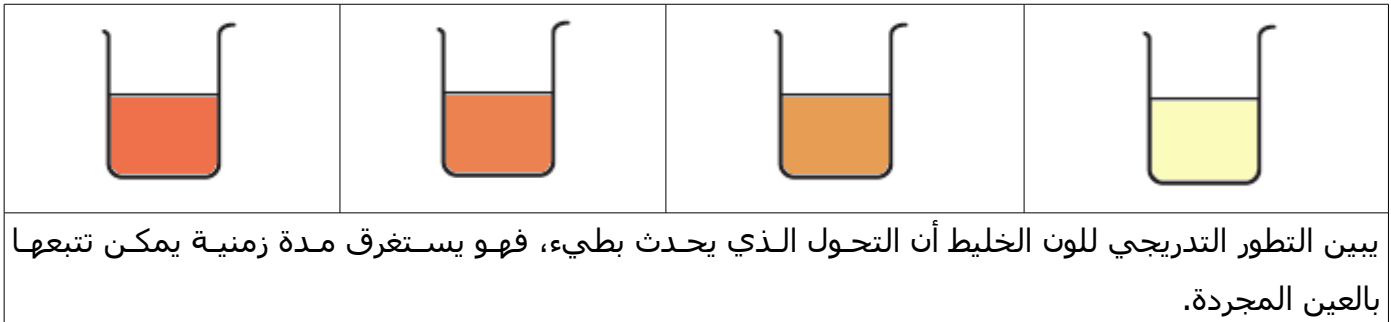 يبين التطور التدريجي للون الخليط أن التحول الذي يحدث بطيء، فهو يستغرق مدة زمنية يمكن تتبعها
بالعين المجردة.